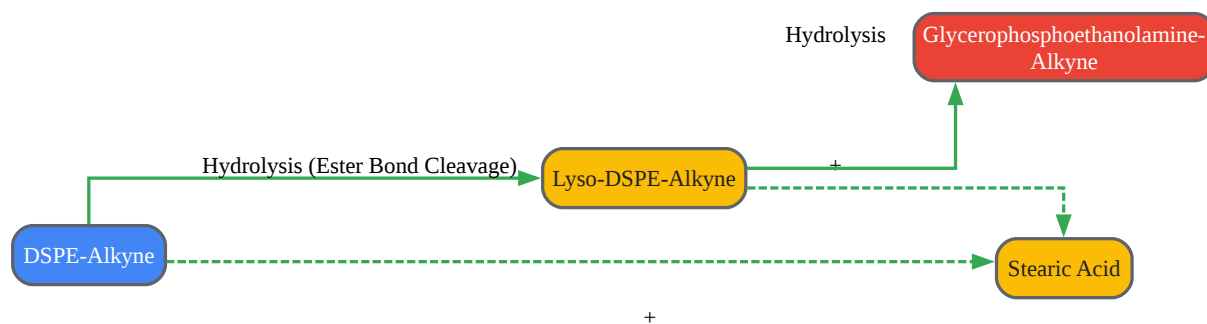 Hydrolysis
Glycerophosphoethanolamine-
Alkyne
Hydrolysis (Ester Bond Cleavage)
+
Lyso-DSPE-Alkyne
DSPE-Alkyne
Stearic Acid
+